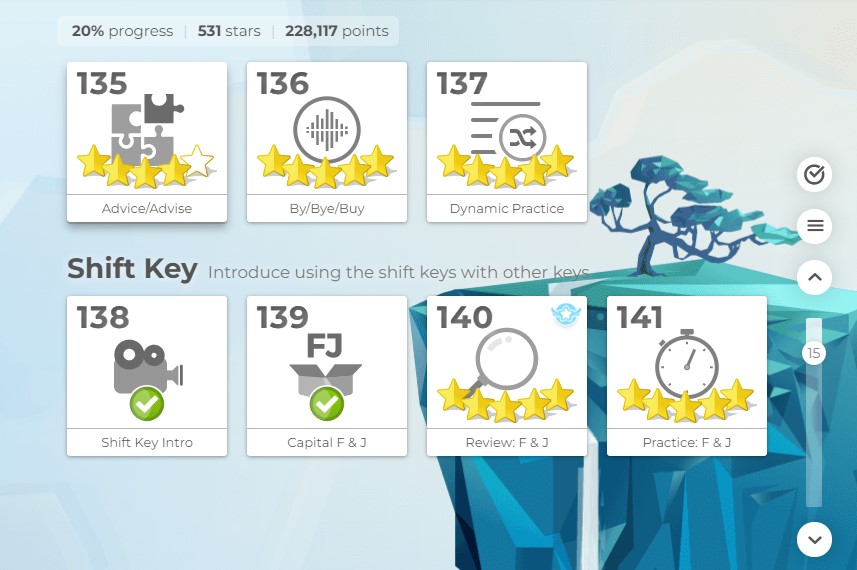 20% progress | 531 stars | 228,117 points
135
136
137
Advice/Advise
By/Bye/Buy
Dynamic Practice
Shift Key Introduce using the shift keys with other keys
138
139
140
141
FJ
15
Shift Key Intro
Capital F & J
Review: F & J
Practice: F & J